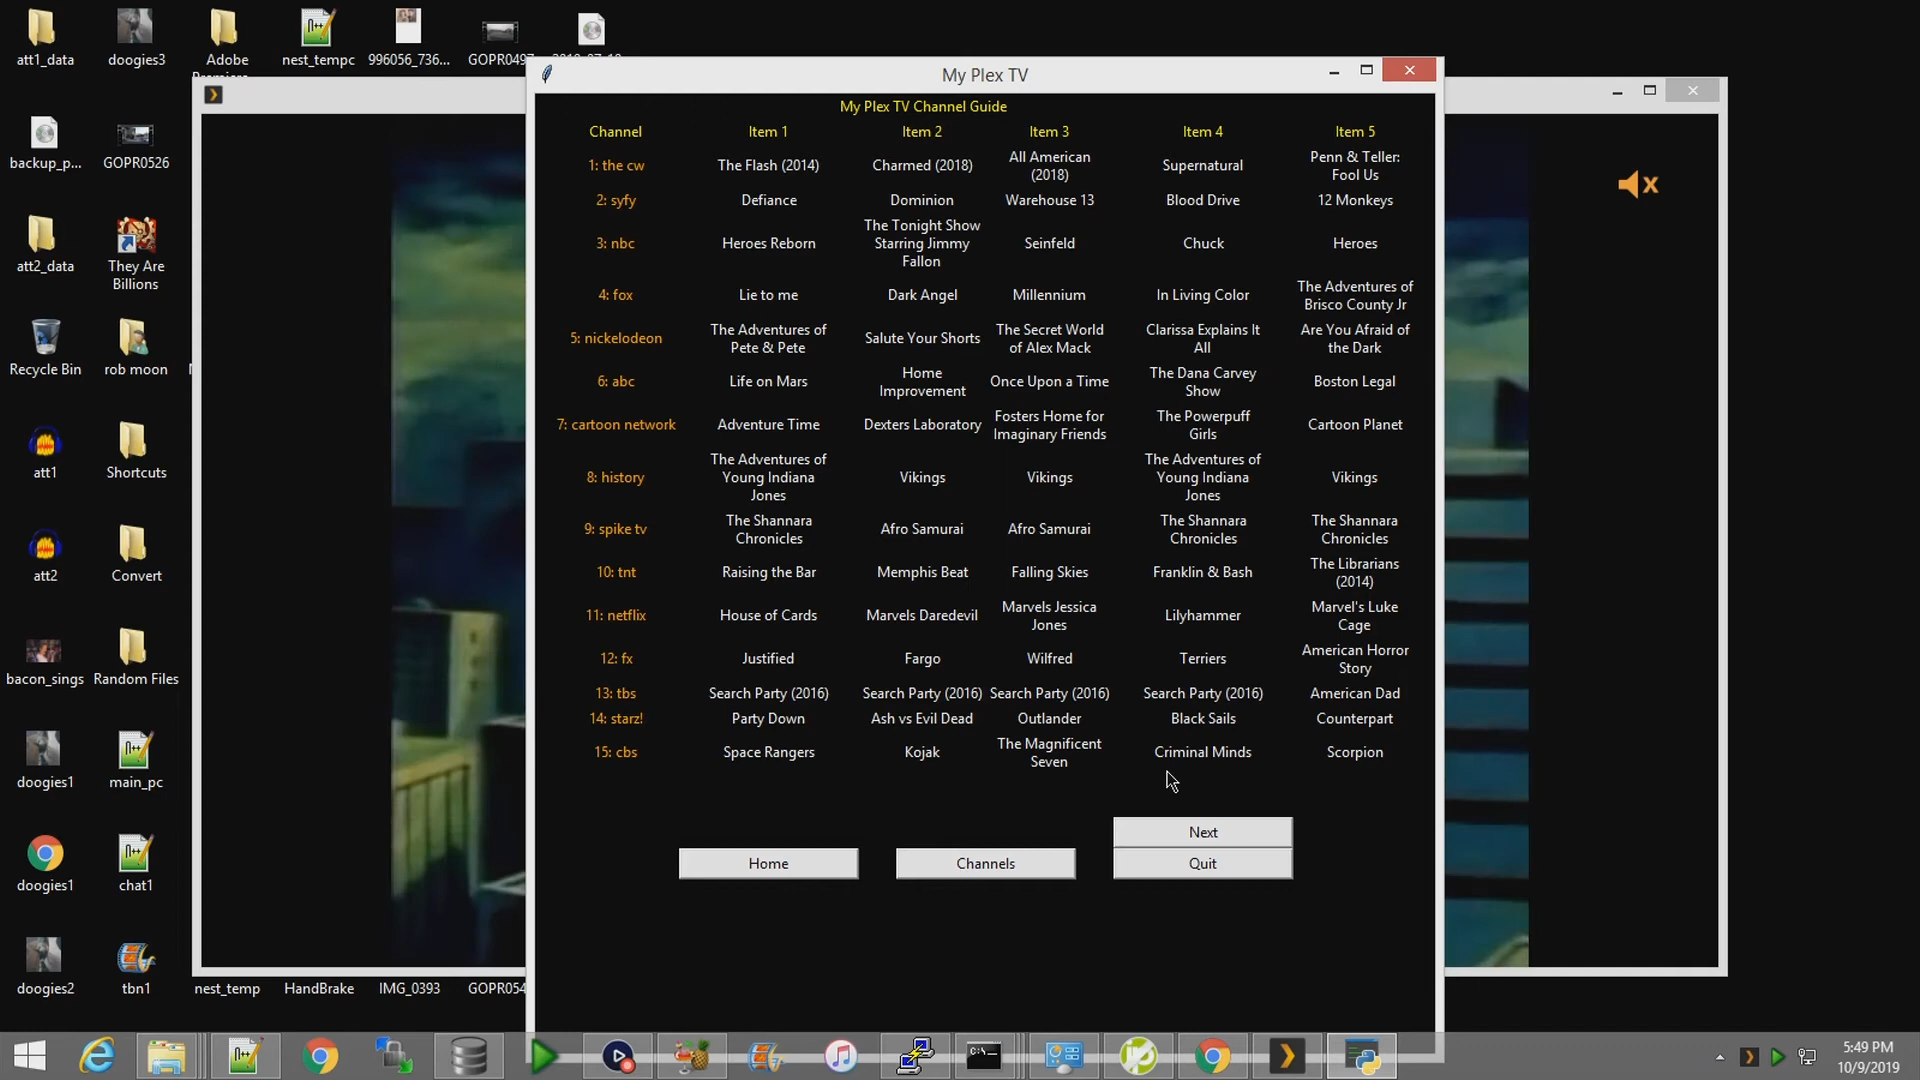 att1_data
doogies3
Adobe
nest_tempc
996056_736...
My Plex TV
My Plex TV Channel Guide
Channel Item 1 Item 2 Item 3 Item 4 Item 5
1: the cw
The Flash (2014)
Charmed (2018)
All American
(2018)
Supernatural
Penn & Teller:
Fool Us
2: syfy
Defiance
Dominion
Warehouse 13
Blood Drive
12 Monkeys
3: nbc
Heroes Reborn
The Tonight Show
Starring Jimmy
Fallon
Seinfeld
Chuck
Heroes
4: fox
Lie to me
Dark Angel
Millennium
In Living Color
The Adventures of
Brisco County Jr
5: nickelodeon
The Adventures of
Pete & Pete
Salute Your Shorts
The Secret World
of Alex Mack
Clarissa Explains It
All
Are You Afraid of
the Dark
6: abc
Life on Mars
Home
Improvement
Once Upon a Time
The Dana Carvey
Show
Boston Legal
7: cartoon network
Adventure Time
Dexters Laboratory
Fosters Home for
Imaginary Friends
The Powerpuff
Girls
Cartoon Planet
8: history
The Adventures of
Young Indiana
Jones
Vikings
Vikings
The Adventures of
Young Indiana
Jones
Vikings
9: spike tv
The Shannara
Chronicles
Afro Samurai
Afro Samurai
The Shannara
Chronicles
The Shannara
Chronicles
10: tnt
Raising the Bar
Memphis Beat
Falling Skies
Franklin & Bash
The Librarians
(2014)
11: netflix
House of Cards
Marvels Daredevil
Marvels Jessica
Jones
Lilyhammer
Marvel's Luke
Cage
12: fx
Justified
Fargo
Wilfred
Terriers
American Horror
Story
13: tbs
Search Party (2016)
Search Party (2016)
Search Party (2016)
Search Party (2016)
American Dad
14: starz!
Party Down
Ash vs Evil Dead
Outlander
Black Sails
Counterpart
15: cbs
Space Rangers
Kojak
The Magnificent
Seven
Criminal Minds
Scorpion
Next
Home
Channels
Quit
backup_p...
GOPR0526
att2_data
They Are
Billions
Recycle Bin
rob moon
att1
Shortcuts
att2
Convert
bacon_sings
Random Files
doogies1
main_pc
doogies1
chat1
doogies2
tbn1
nest_temp
HandBrake
IMG_0393
GOPR054
5:49 PM
10/9/2019